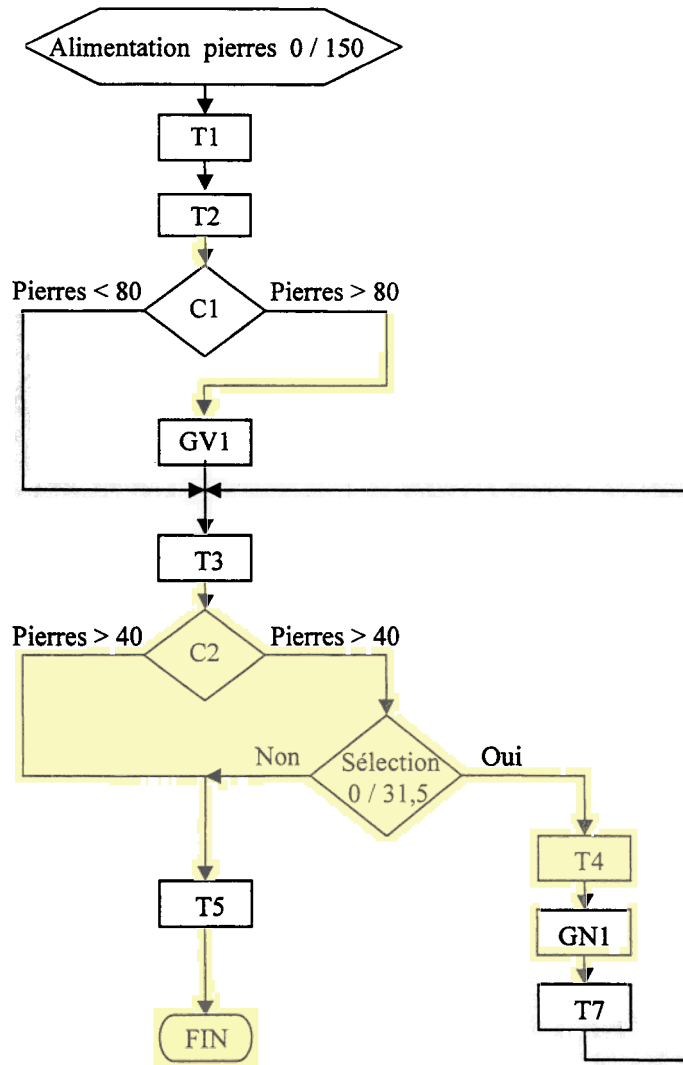 Alimentation pierres 0 / 150
T1
T2
Pierres < 80
C1
Pierres > 80
GV1
T3
Pierres > 40
C2
Pierres > 40
Non
Sélection
0 / 31,5
Oui
T4
T5
GN1
T7
FIN